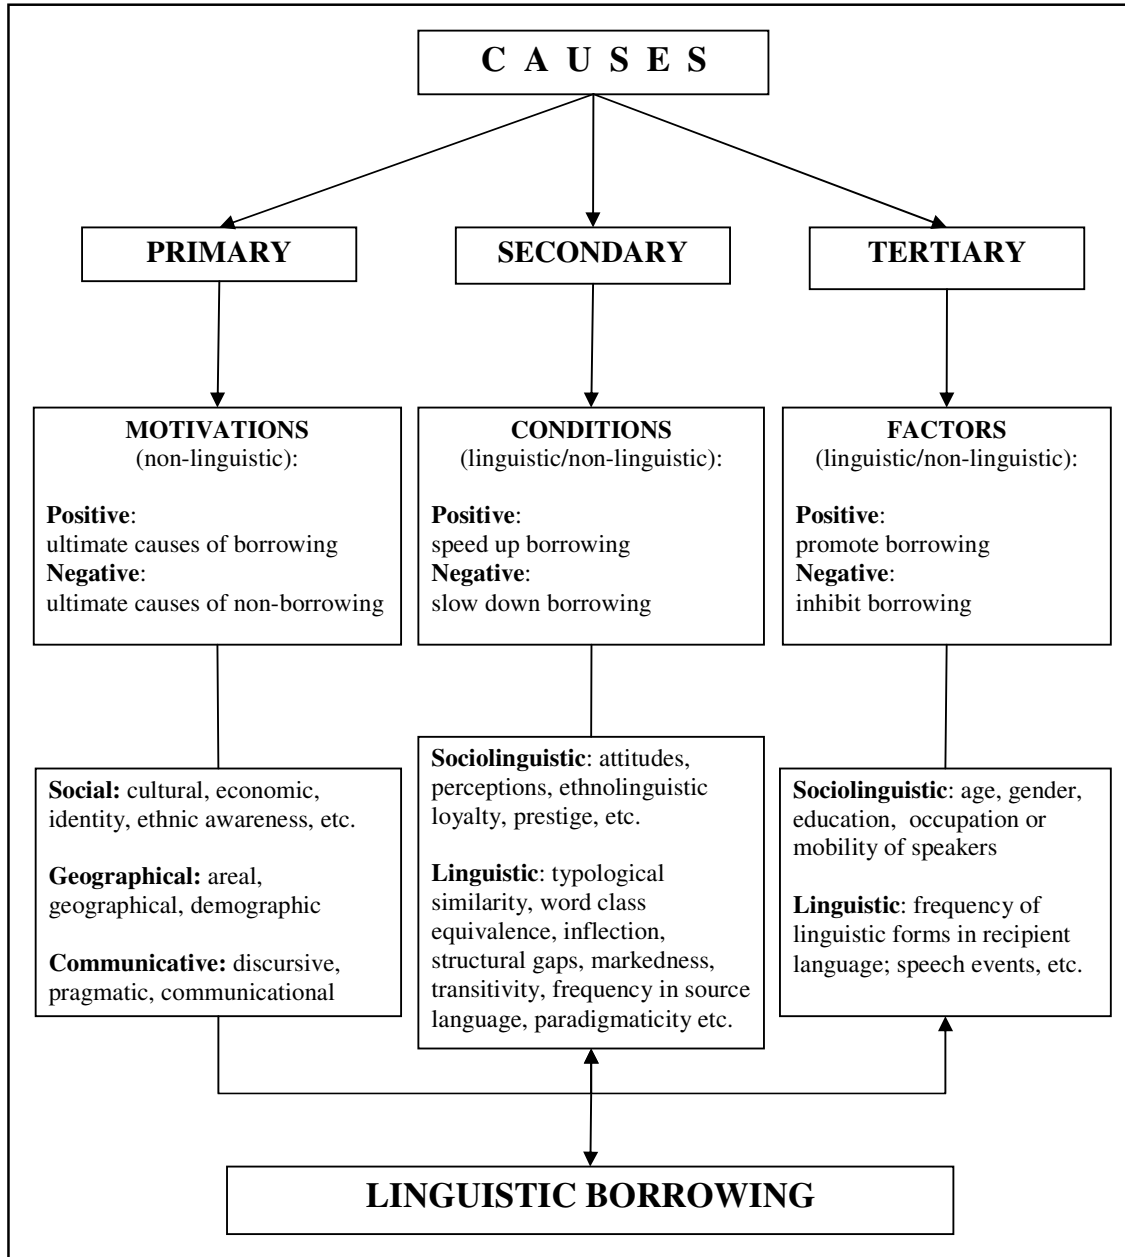 C A U S E S
PRIMARY
SECONDARY
TERTIARY
MOTIVATIONS
(non-linguistic):
Positive:
ultimate causes of borrowing
Negative:
ultimate causes of non-borrowing
CONDITIONS
(linguistic/non-linguistic):
Positive:
speed up borrowing
Negative:
slow down borrowing
FACTORS
(linguistic/non-linguistic):
Positive:
promote borrowing
Negative:
inhibit borrowing
Social: cultural, economic,
identity, ethnic awareness, etc.
Geographical: areal,
geographical, demographic
Communicative: discursive,
pragmatic, communicational
Sociolinguistic: attitudes,
perceptions, ethnolinguistic
loyalty, prestige, etc.
Linguistic: typological
similarity, word class
equivalence, inflection,
structural gaps, markedness,
transitivity, frequency in source
language, paradigmaticity etc.
Sociolinguistic: age, gender,
education, occupation or
mobility of speakers
Linguistic: frequency of
linguistic forms in recipient
language; speech events, etc.
LINGUISTIC BORROWING